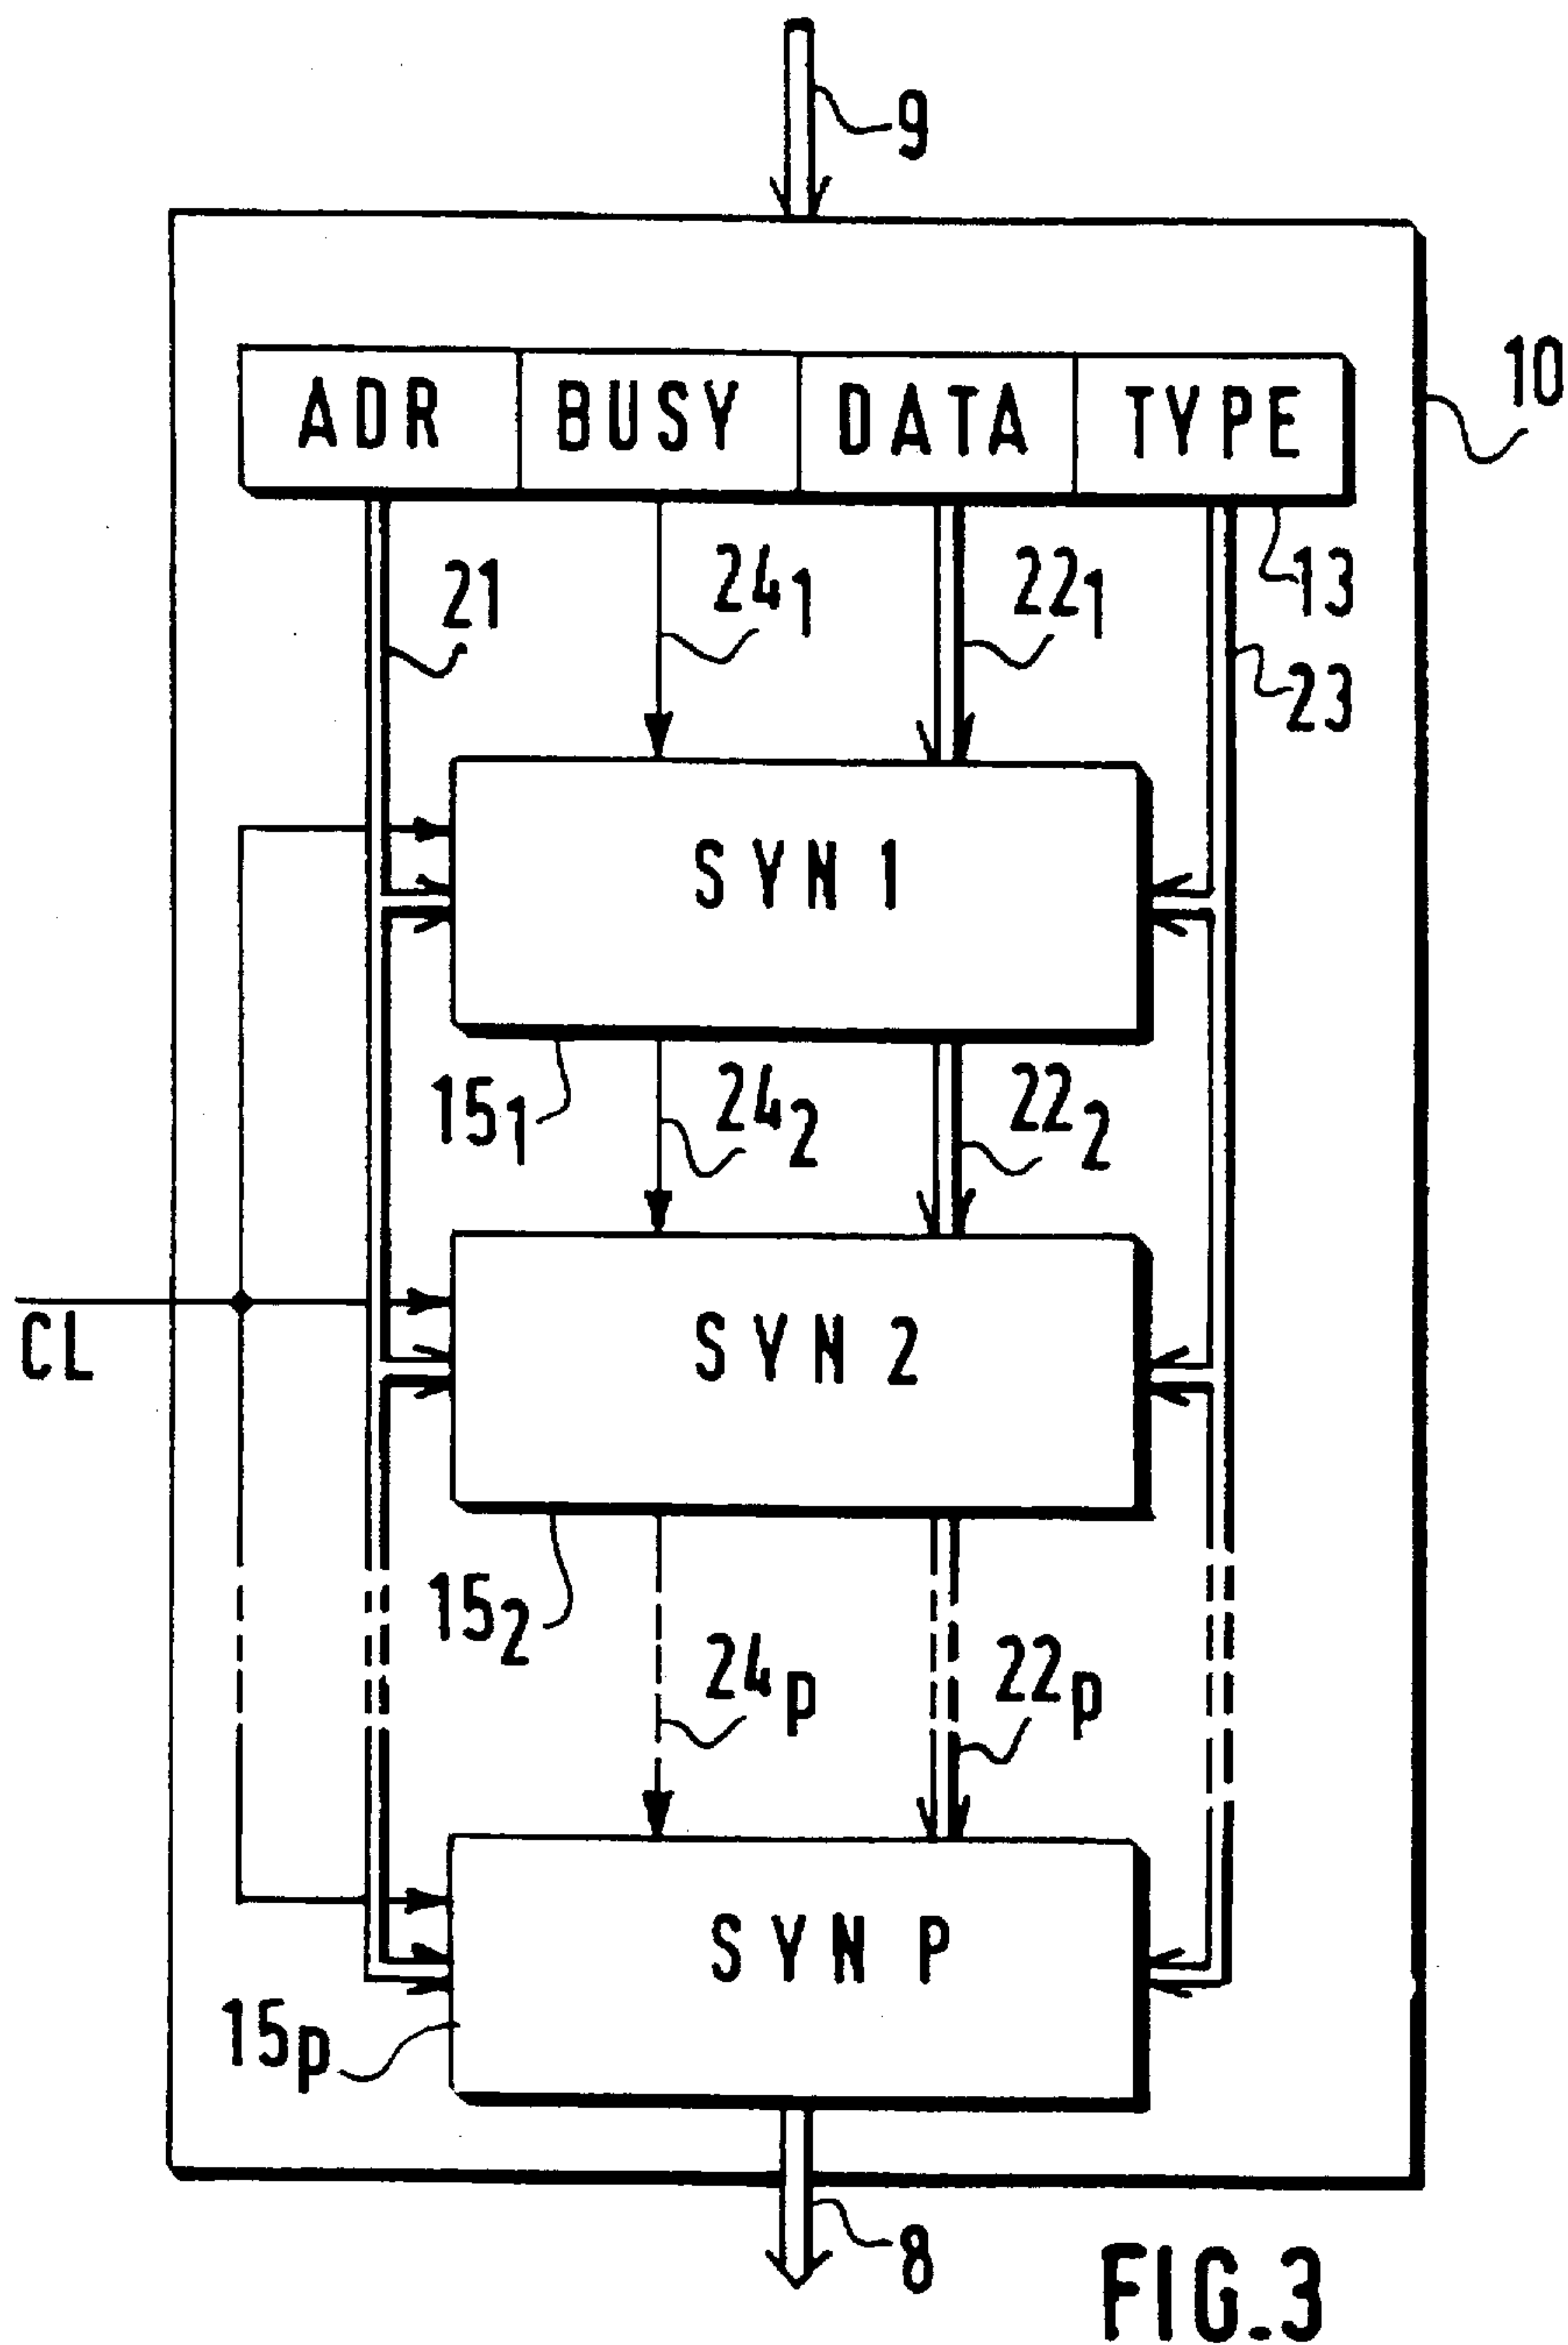 9
10
ADR BUSY DATA TYPE
21 24₁ 22₁ 13
23
SYN 1
15₁ 24₂ 22₂
CL
SYN 2
15₂ 24p 22p
SYN P
15p
8
FIG.3